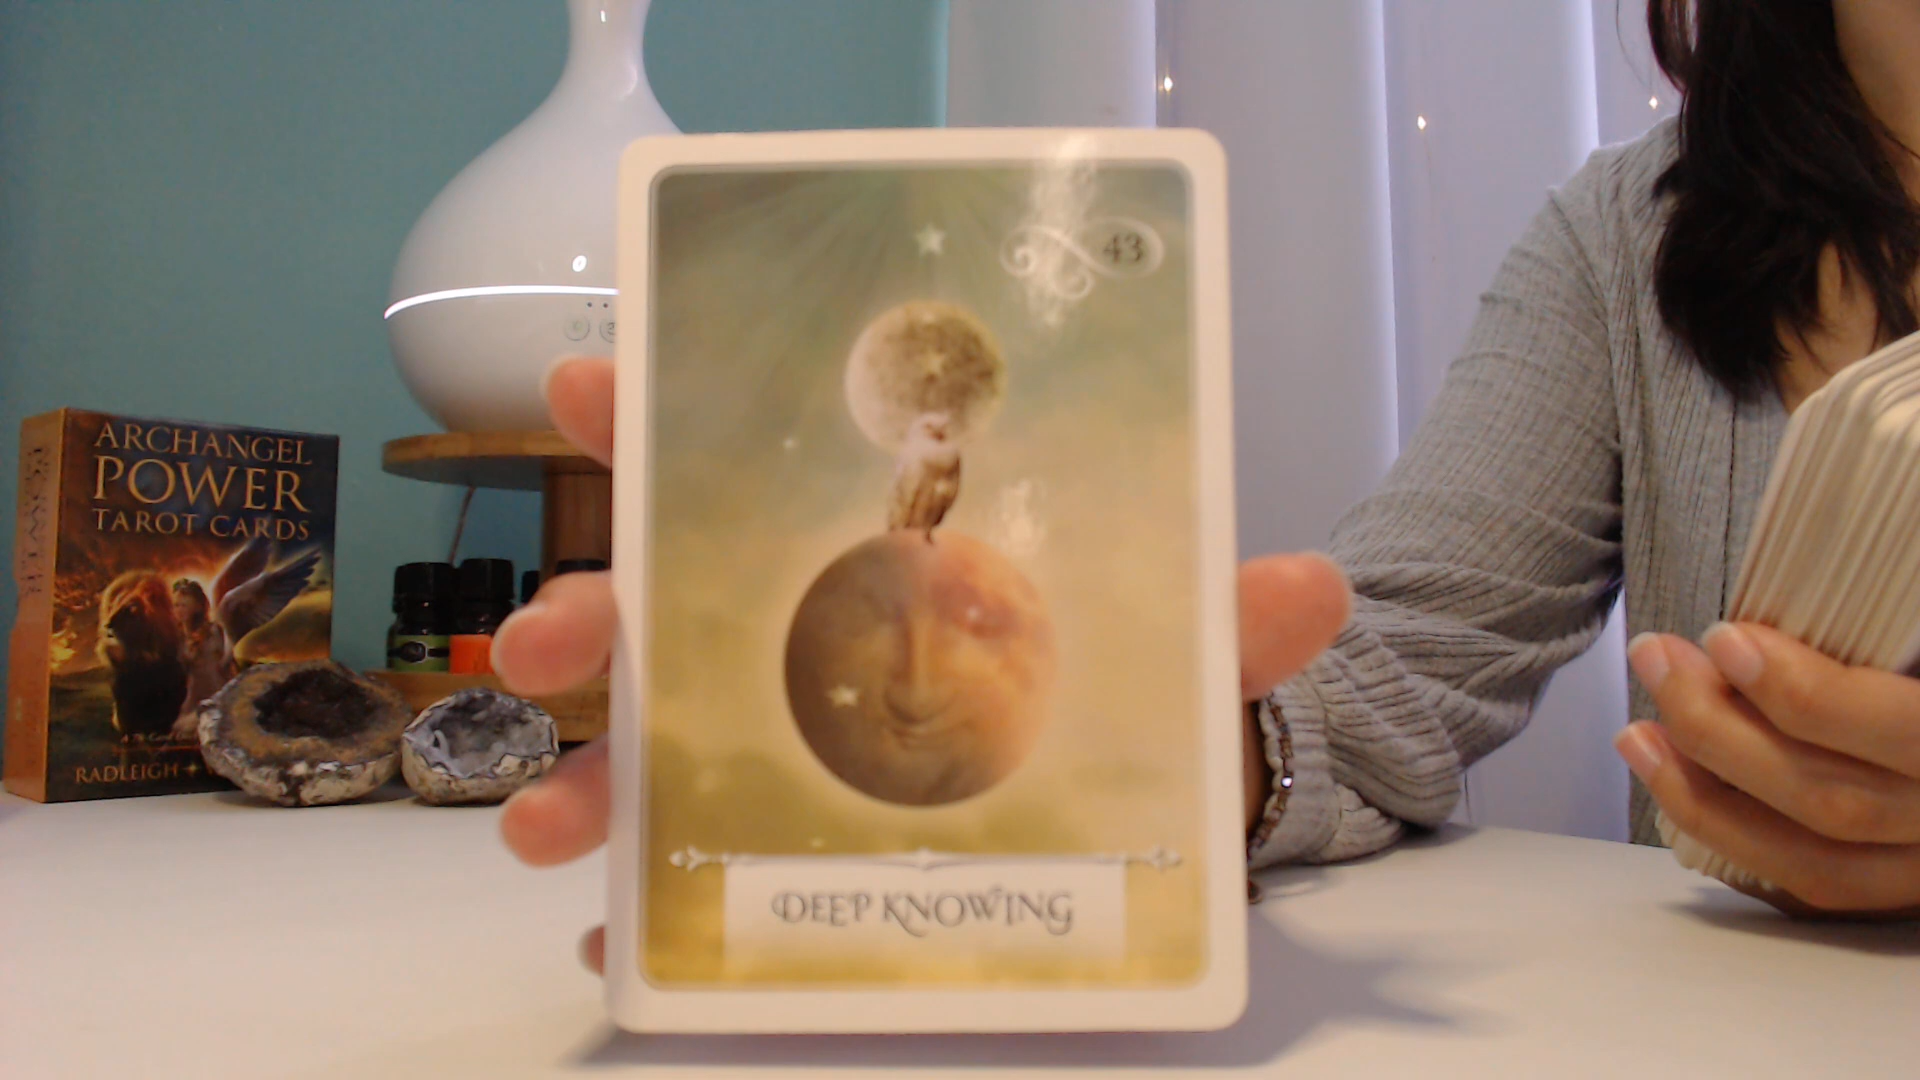 43
DEEP KNOWING
ARCHANGEL
POWER
TAROT CARDS
RADLEIGH